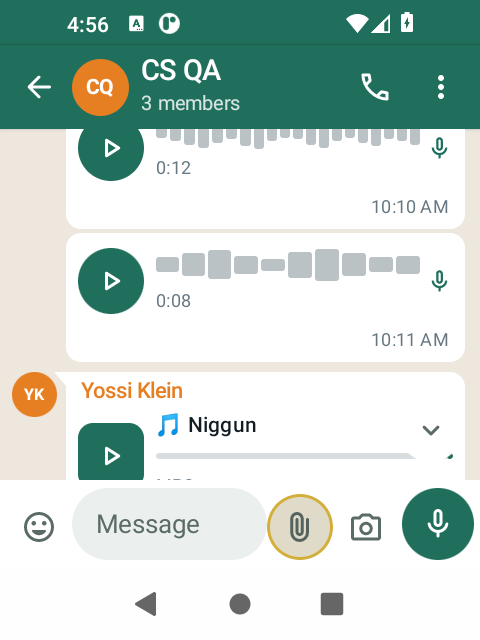 4:56
A
CQ
CS QA
3 members
0:12
10:10 AM
0:08
10:11 AM
YK
Yossi Klein
🎵 Niggun
Message